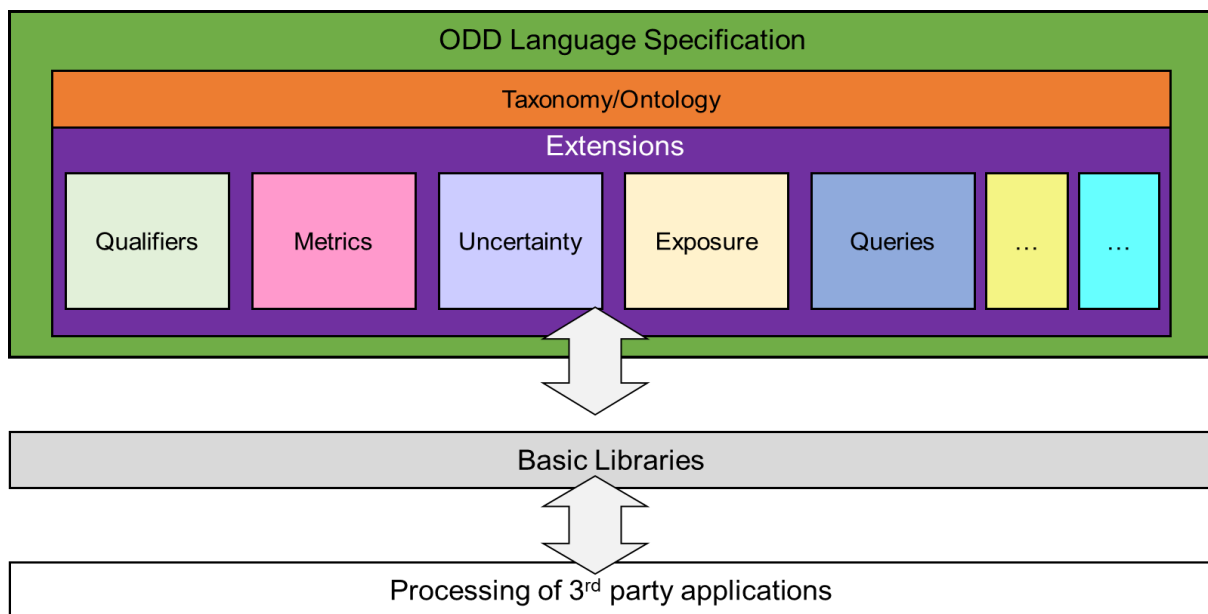 ODD Language Specification
Taxonomy/Ontology
Extensions
Qualifiers
Metrics
Uncertainty
Exposure
Queries
…
…
Basic Libraries
Processing of 3rd party applications